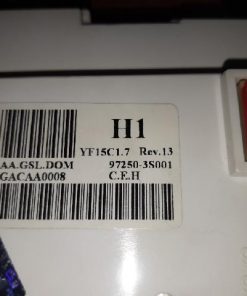 H1
YF15C1.7 Rev.13
AA.GSL.DOM 97250-3S001
GACAA0008 C.E.H